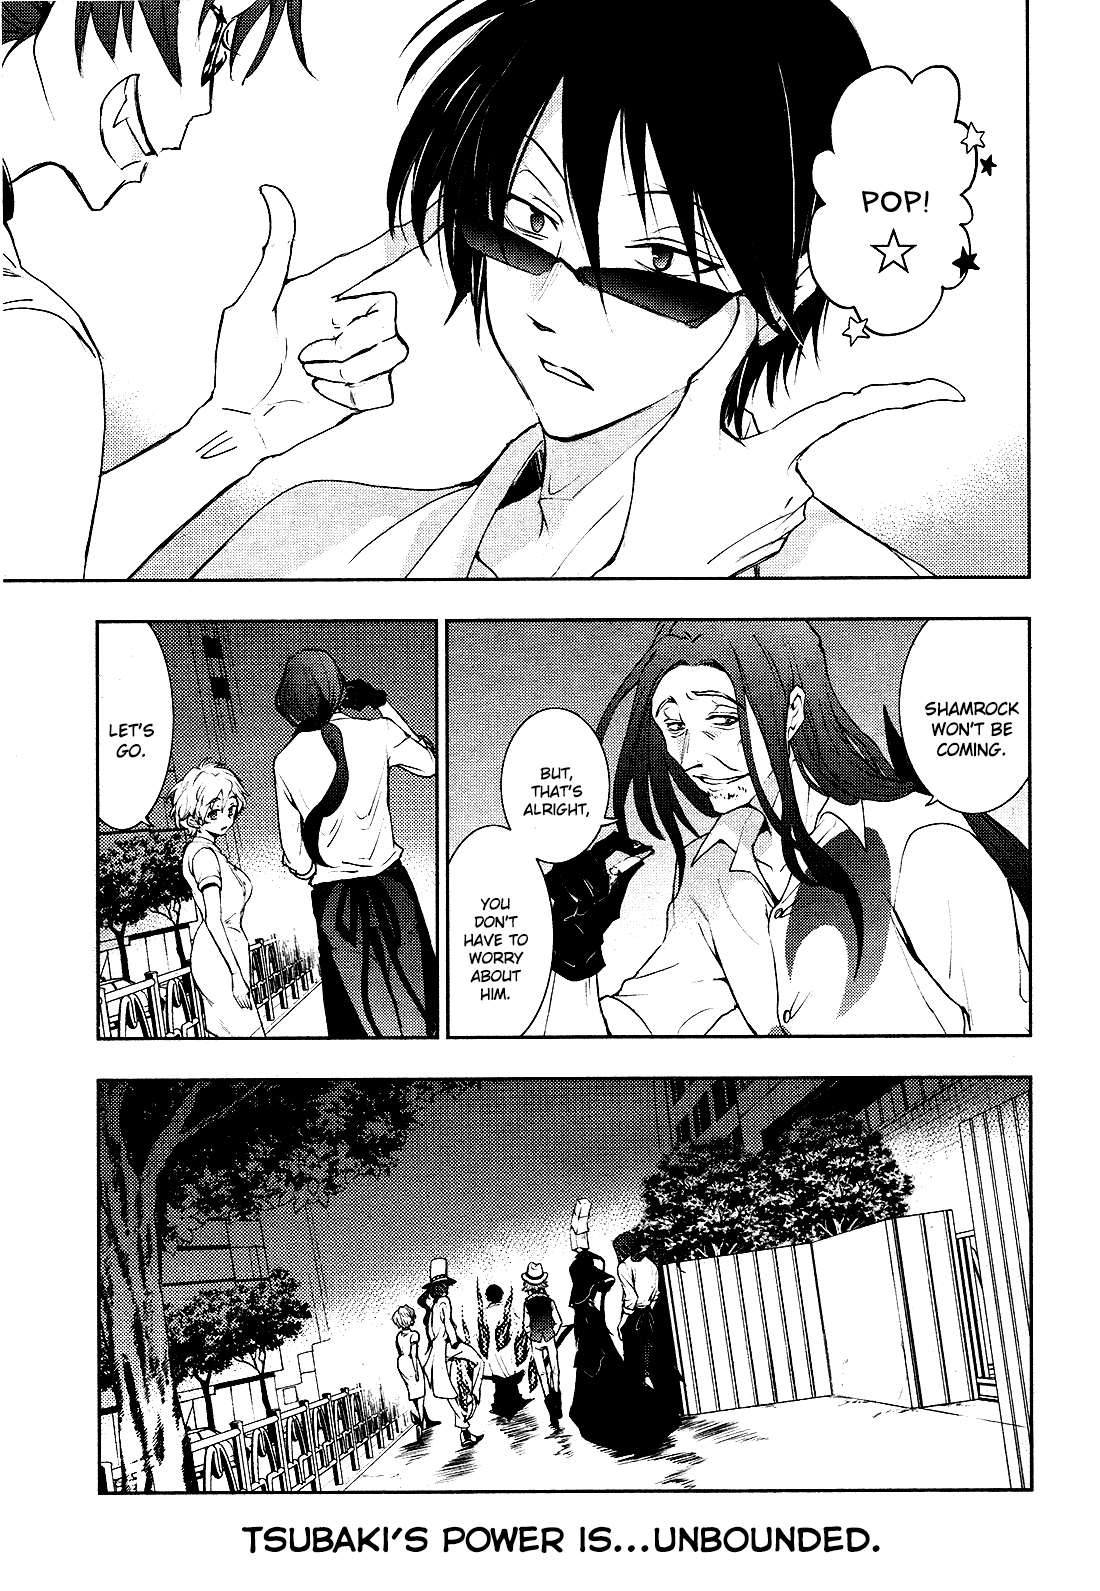 POP!
SHAMROCK
WON'T BE
COMING.
BUT,
THAT'S
ALRIGHT,
YOU
DON'T
HAVE TO
WORRY
ABOUT
HIM.
LET'S
GO.
TSUBAKI'S POWER IS...UNBOUNDED.